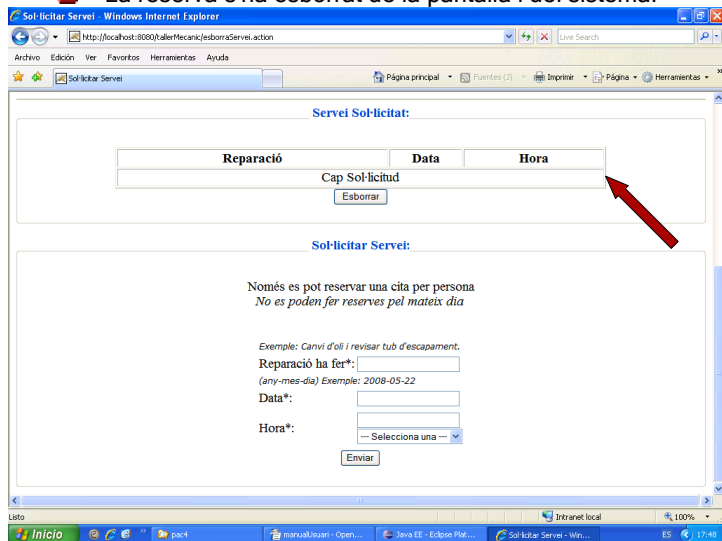 La reserva s'ha esborrat de la pantalla i del sistema.
Sol·licitar Servei - Windows Internet Explorer
http://localhost:8080/tallerMecanic/esborraServei.action
Live Search
Archivo Edición Ver Favoritos Herramientas Ayuda
Sol·licitar Servei
Página principal
Fuentes (2)
Imprimir
Página
Herramientas
Servei Sol·licitat:
Reparació Data Hora
Cap Sol·licitud
Esborrar
Sol·licitar Servei:
Només es pot reservar una cita per persona
No es poden fer reserves pel mateix dia
Exemple: Canvi d'oli i revisar tub d'escapament.
Reparació ha fer*:
(any-mes-dia) Exemple: 2008-05-22
Data*:
Hora*:
--- Selecciona una ---
Enviar
Listo
Intranet local
100%
Inicio
pac4
manualUsuari - Open...
Java EE - Eclipse Plat...
Sol·licitar Servei - Win...
ES
17:48